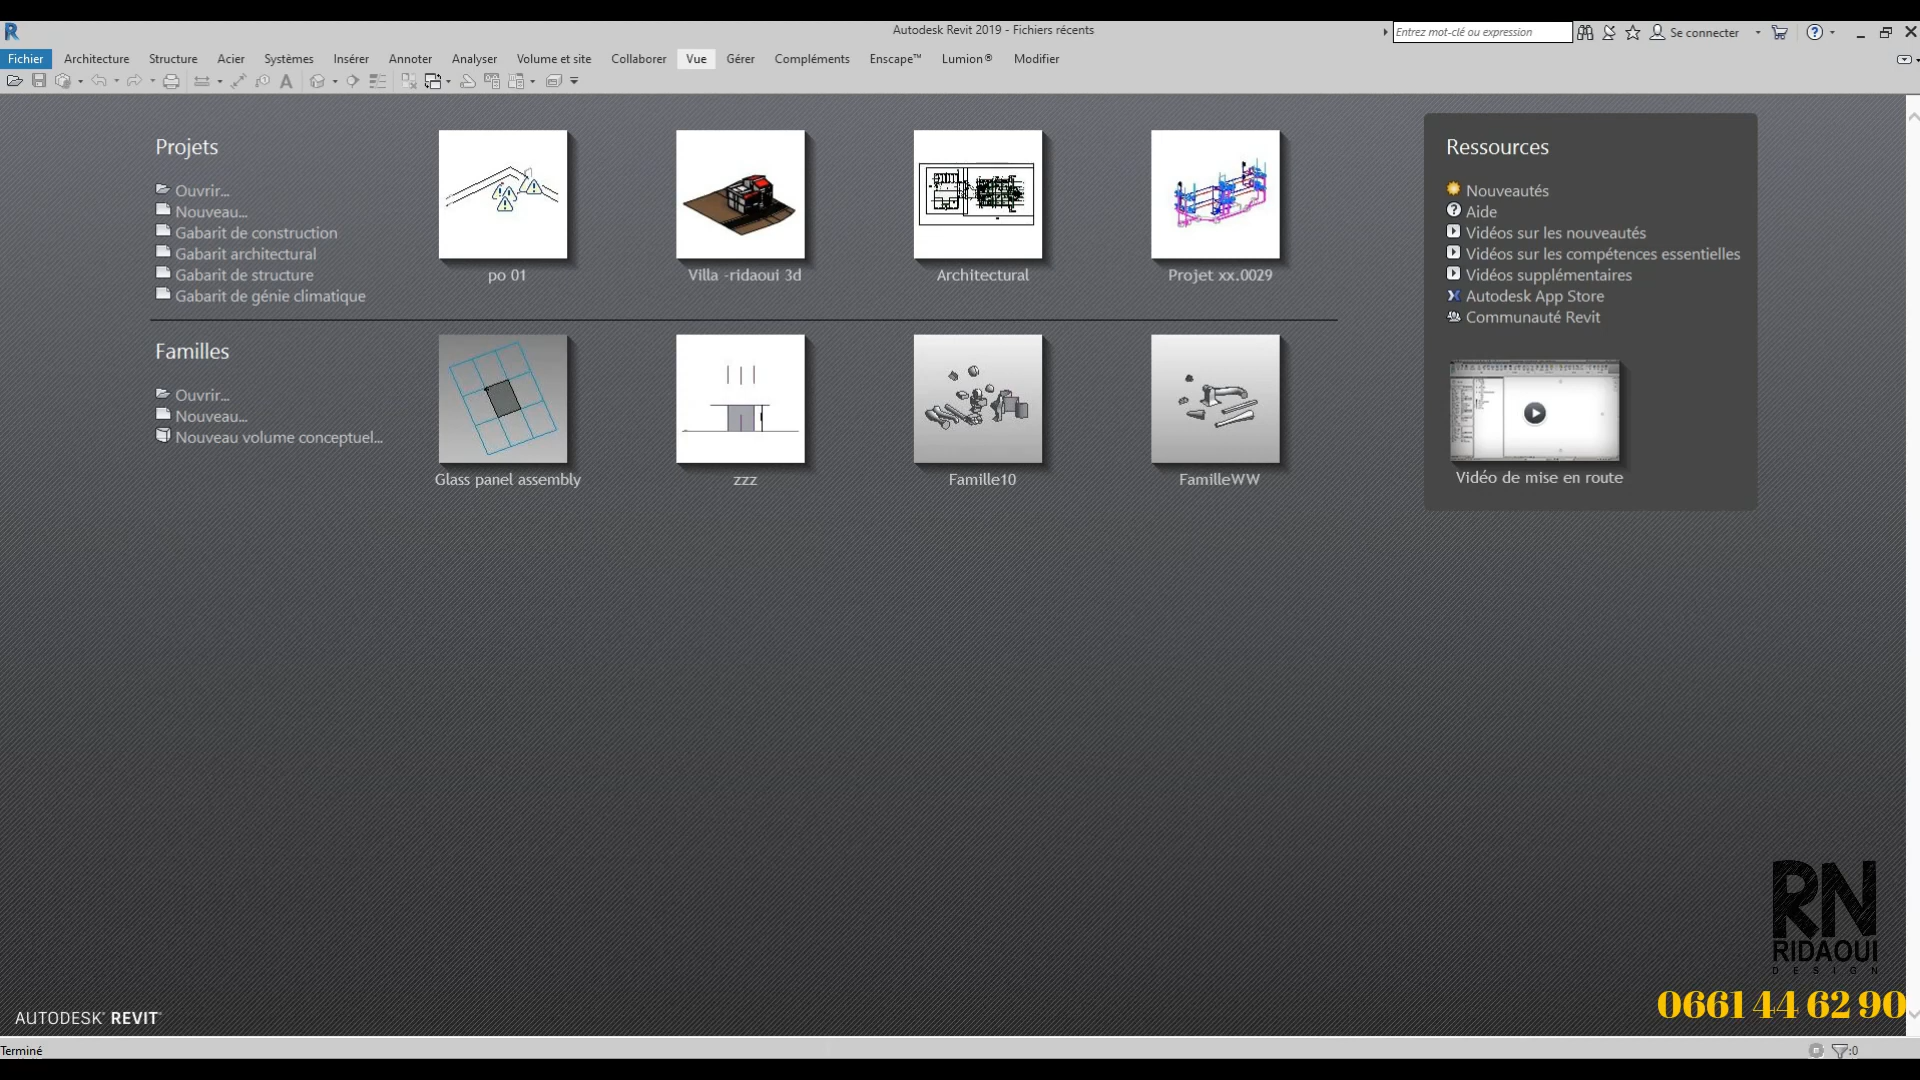 Autodesk Revit 2019 - Fichiers récents
Entrez mot-clé ou expression
Se connecter
Fichier Architecture Structure Acier Systèmes Insérer Annoter Analyser Volume et site Collaborer Vue Gérer Compléments Enscape™ Lumion® Modifier
Projets
Ouvrir...
Nouveau...
Gabarit de construction
Gabarit architectural
Gabarit de structure
Gabarit de génie climatique
po 01
Villa -ridaoui 3d
Architectural
Projet xx.0029
Familles
Ouvrir...
Nouveau...
Nouveau volume conceptuel...
Glass panel assembly
zzz
Famille10
FamilleWW
Ressources
Nouveautés
Aide
Vidéos sur les nouveautés
Vidéos sur les compétences essentielles
Vidéos supplémentaires
Autodesk App Store
Communauté Revit
Vidéo de mise en route
RN
RIDAOUI
DESIGN
0661 44 62 90
AUTODESK® REVIT®
Terminé
:0